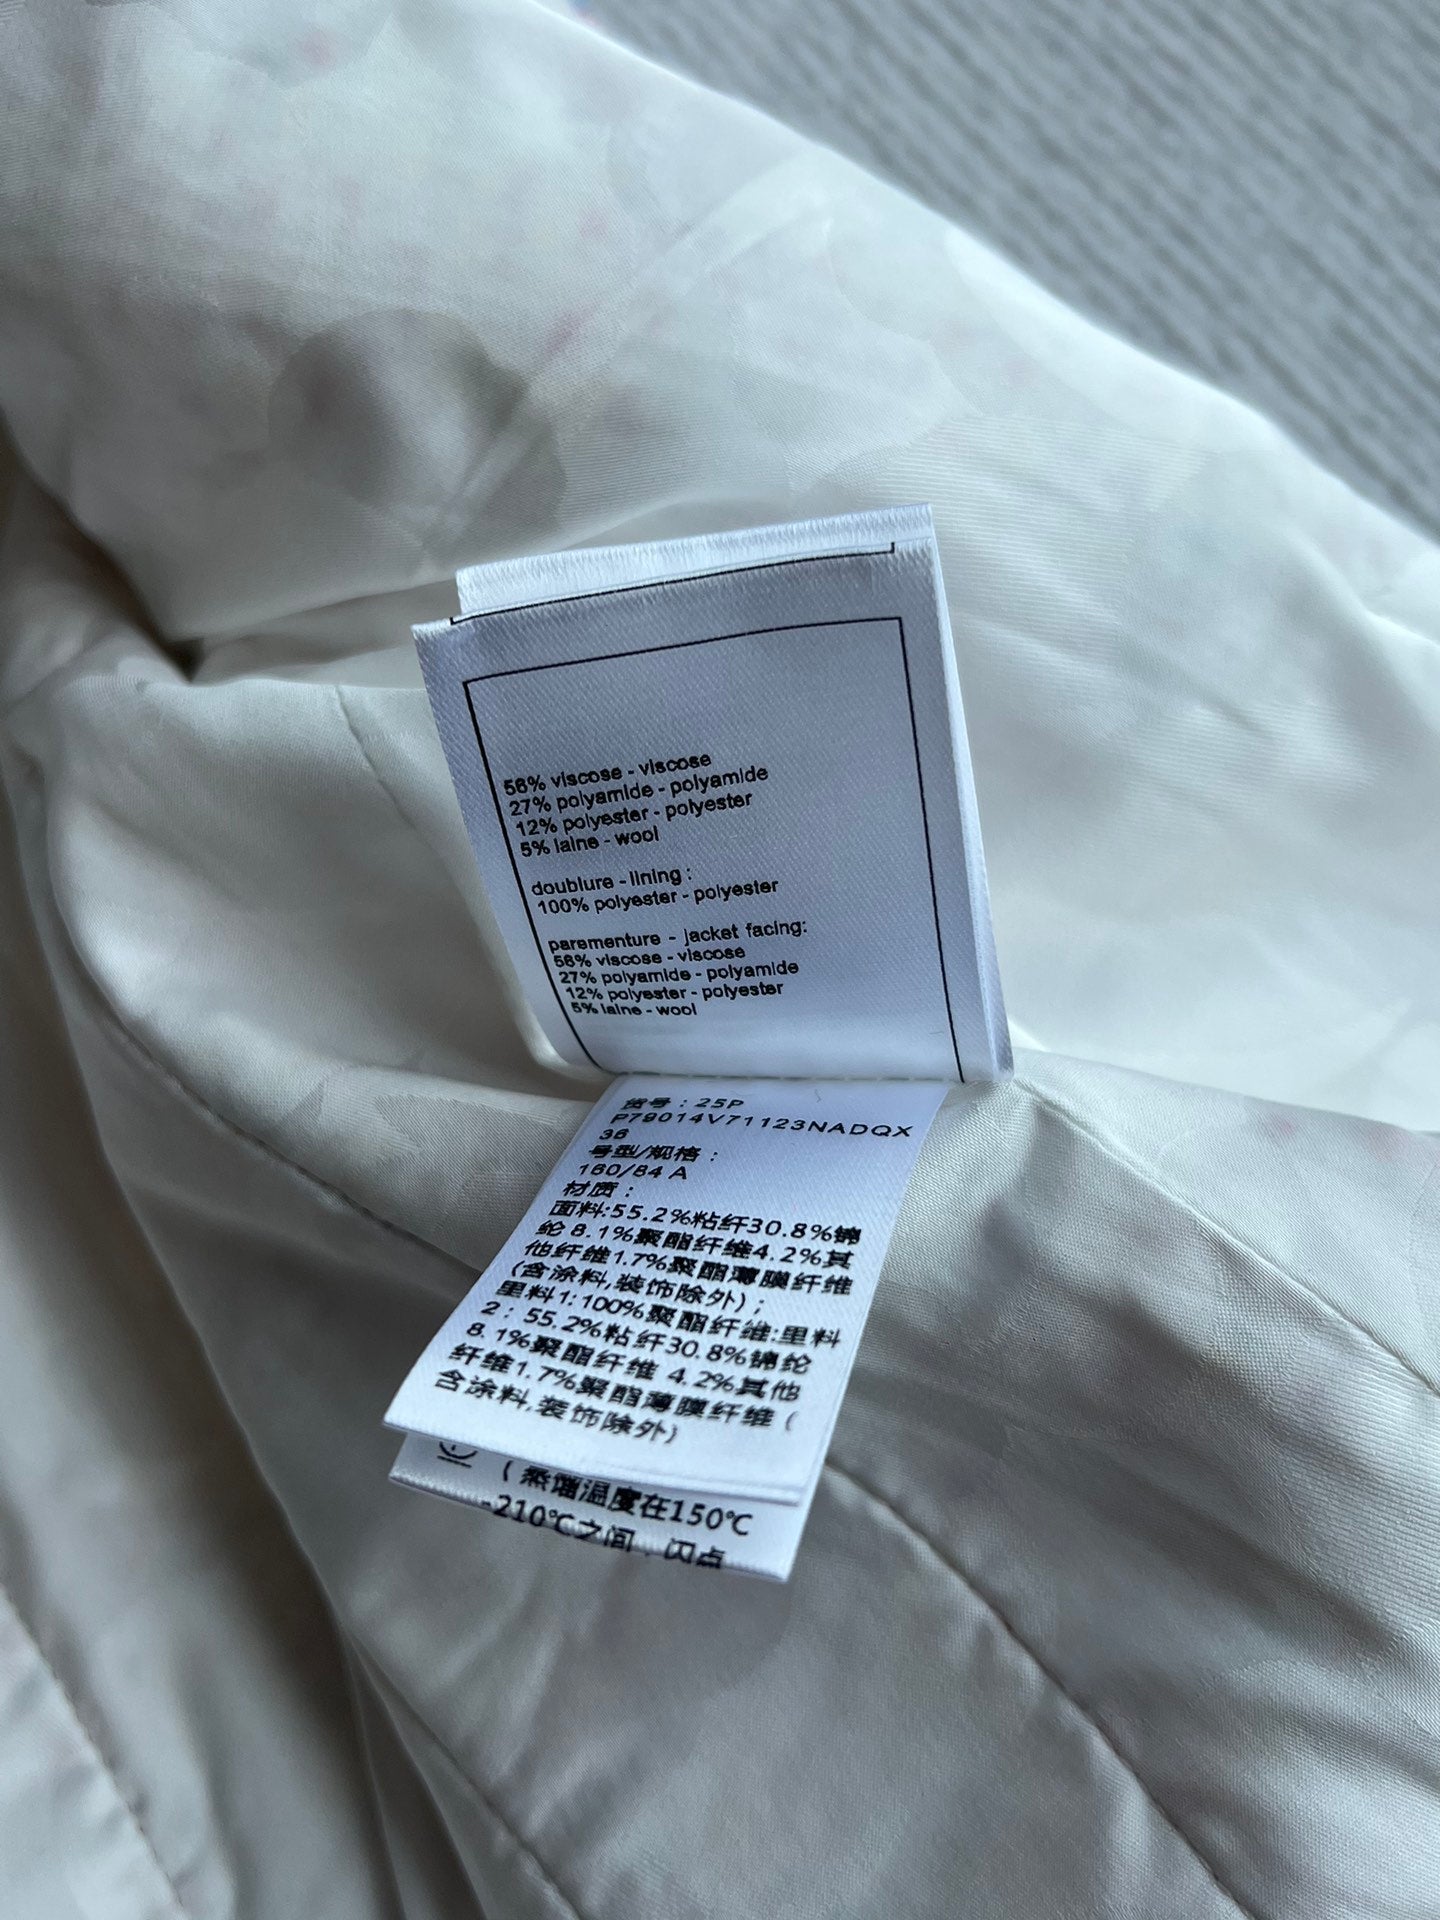 56% viscose - viscose
27% polyamide - polyamide
12% polyester - polyester
5% laine - wool
doublure - lining :
100% polyester - polyester
parementure - jacket facing:
56% viscose - viscose
27% polyamide - polyamide
12% polyester - polyester
5% laine - wool
货号：25P
P79014V71123NADQX
36
号型/规格：
160/84 A
材质：
面料:55.2%粘纤30.8%锦
纶8.1%聚酯纤维4.2%其
他纤维1.7%聚酯薄膜纤维
(含涂料,装饰除外)；
里料1:100%聚酯纤维;里料
2：55.2%粘纤30.8%锦纶
8.1%聚酯纤维 4.2%其他
纤维1.7%聚酯薄膜纤维（
含涂料,装饰除外)
（蒸馏温度在150℃
-210℃之间，闪点